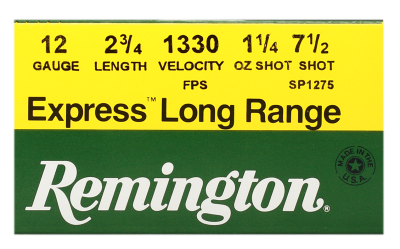 12 2¾ 1330 1¼ 7½
GAUGE LENGTH VELOCITY OZ SHOT SHOT
FPS SP1275
Express™ Long Range
MADE IN THE
U.S.A.
Remington®